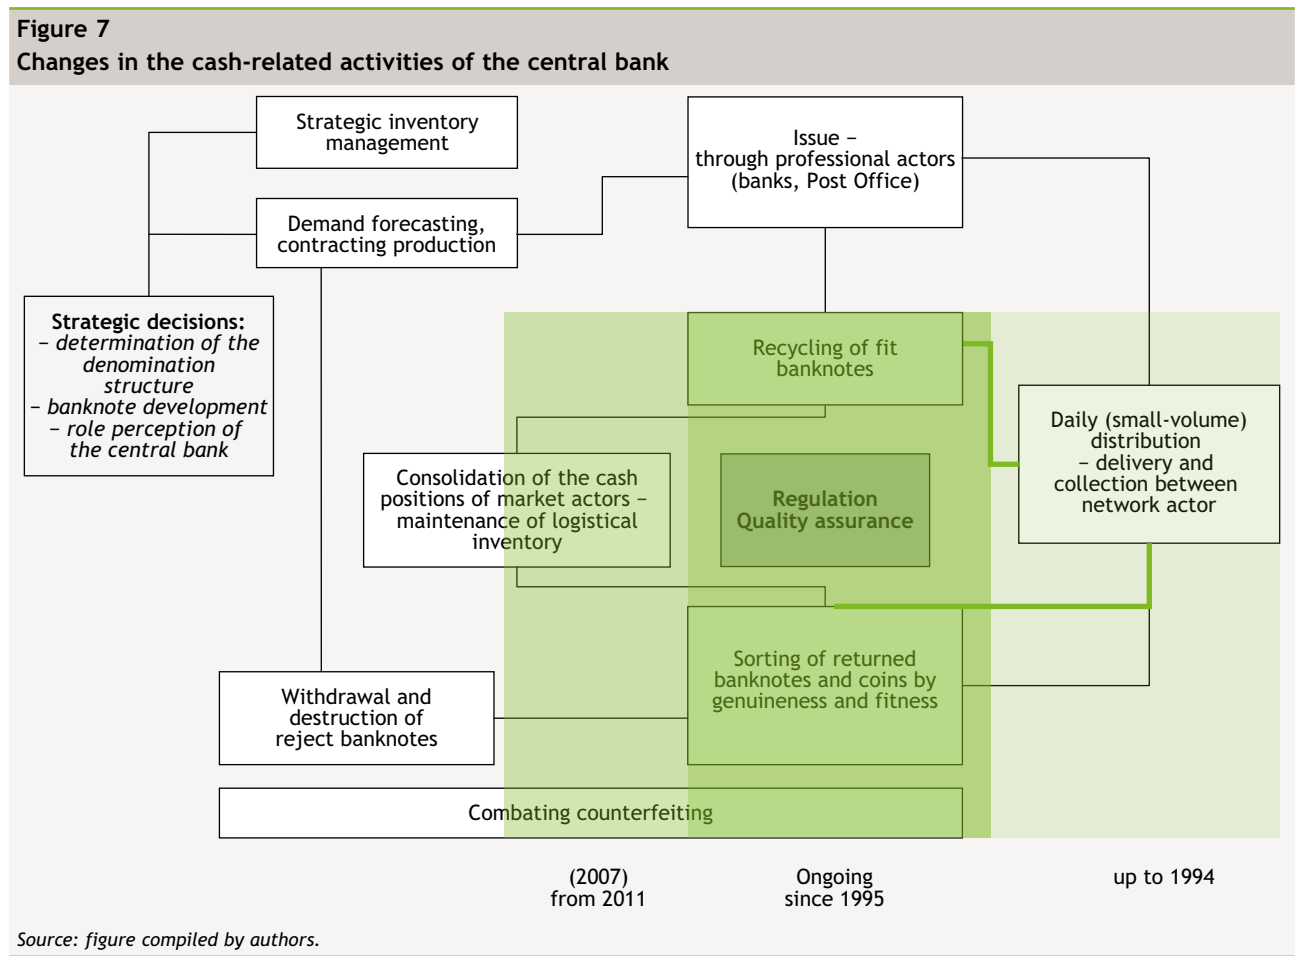 Figure 7
Changes in the cash-related activities of the central bank
Strategic inventory
management
Issue –
through professional actors
(banks, Post Office)
Demand forecasting,
contracting production
Strategic decisions:
– determination of the
denomination
structure
– banknote development
– role perception of
the central bank
Recycling of fit
banknotes
Daily (small-volume)
distribution
– delivery and
collection between
network actor
Consolidation of the cash
positions of market actors –
maintenance of logistical
inventory
Regulation
Quality assurance
Sorting of returned
banknotes and coins by
genuineness and fitness
Withdrawal and
destruction of
reject banknotes
Combating counterfeiting
(2007)
from 2011
Ongoing
since 1995
up to 1994
Source: figure compiled by authors.